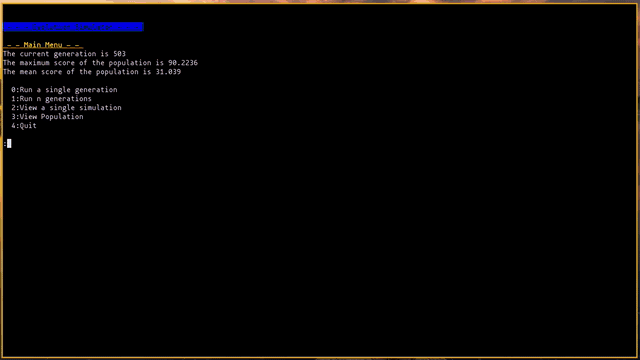 - - Main Menu - -
The current generation is 503
The maximum score of the population is 90.2236
The mean score of the population is 31.039
0:Run a single generation
1:Run n generations
2:View a single simulation
3:View Population
4:Quit
: